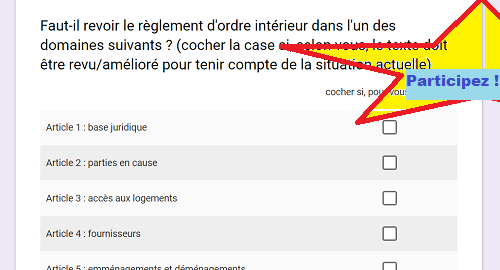 Faut-il revoir le règlement d'ordre intérieur dans l'un des
domaines suivants ? (cocher la case si, selon vous, le texte doit
être revu/amélioré pour tenir compte de la situation actuelle)
Participez !
cocher si, pour vous
Article 1 : base juridique
Article 2 : parties en cause
Article 3 : accès aux logements
Article 4 : fournisseurs
Article 5 : emménagements et déménagements